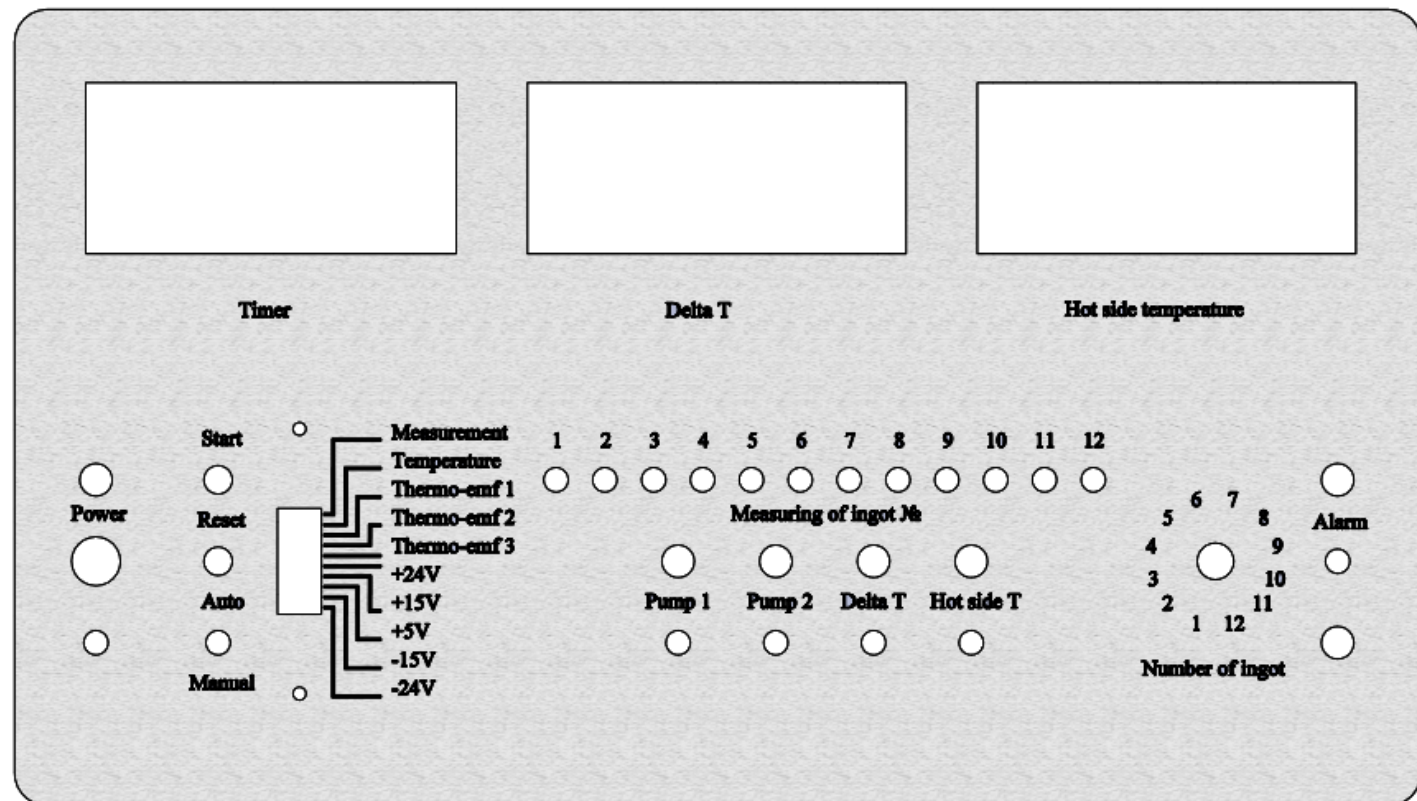 Timer
Delta T
Hot side temperature
Power
Start
Reset
Auto
Manual
Measurement
Temperature
Thermo-emf 1
Thermo-emf 2
Thermo-emf 3
+24V
+15V
+5V
-15V
-24V
1 2 3 4 5 6 7 8 9 10 11 12
Measuring of ingot №
Pump 1
Pump 2
Delta T
Hot side T
6 7
5 8
4 9
3 10
2 11
1 12
Number of ingot
Alarm